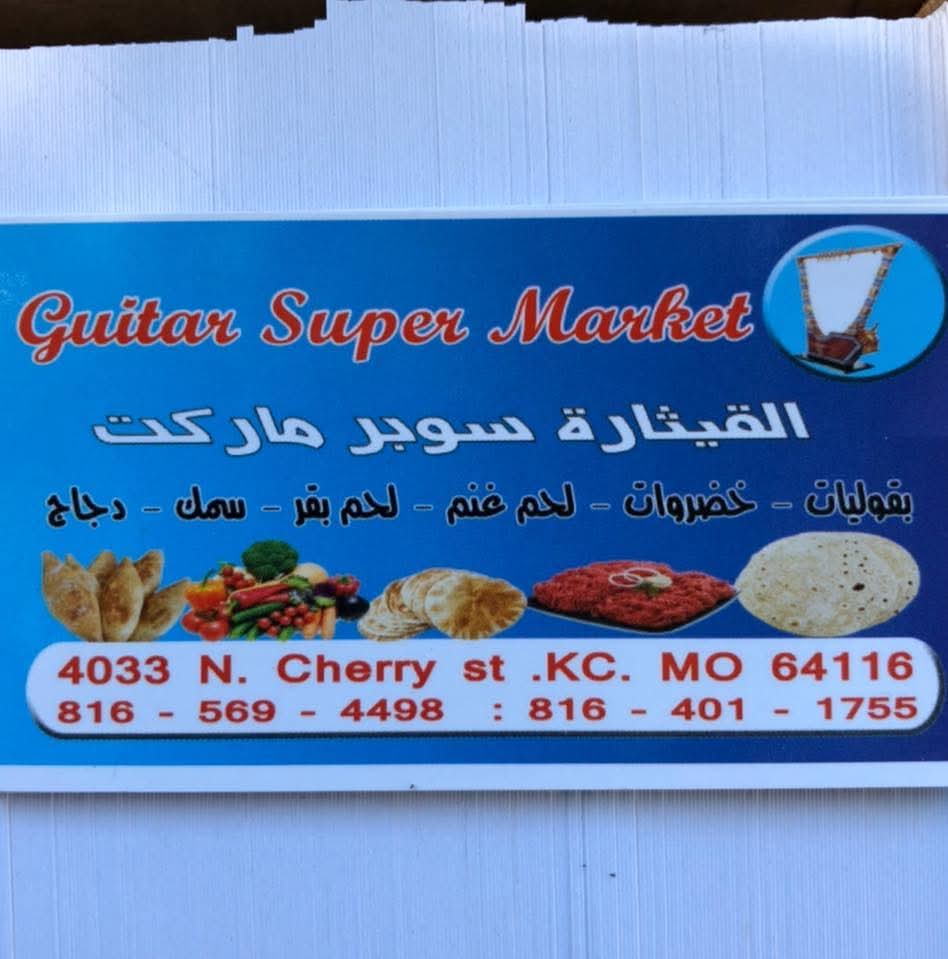 Guitar Super Market
القيثارة سوبر ماركت
بقوليات - خضروات - لحم غنم - لحم بقر - سمك - دجاج
4033 N. Cherry st .KC. MO 64116
816 - 569 - 4498 : 816 - 401 - 1755